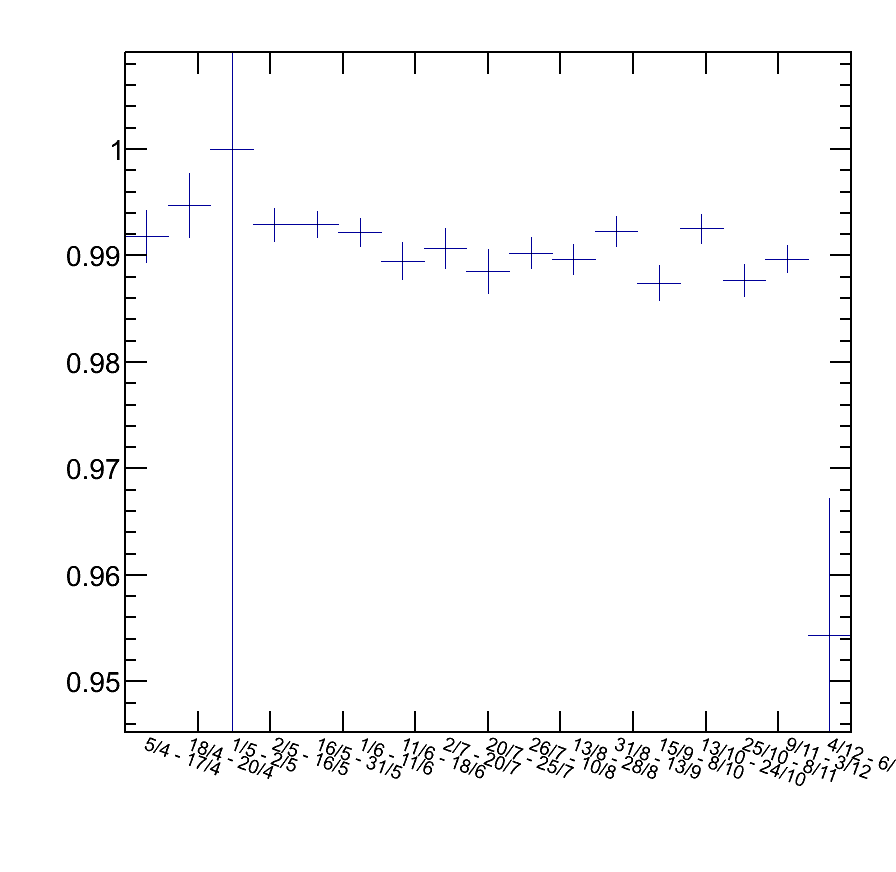 1
0.99
0.98
0.97
0.96
0.95
5/4 - 17/4
18/4 - 20/4
1/5 - 2/5
2/5 - 16/5
16/5 - 31/5
1/6 - 11/6
11/6 - 18/6
2/7 - 20/7
20/7 - 25/7
26/7 - 10/8
13/8 - 28/8
31/8 - 13/9
15/9 - 8/10
13/10 - 24/10
25/10 - 8/11
9/11 - 3/12
4/12 - 6/